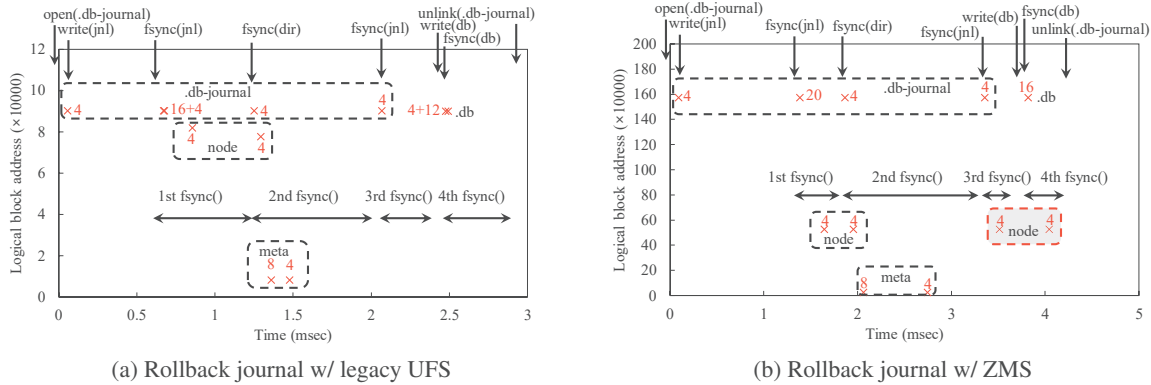 open(.db-journal)
write(jnl)
fsync(jnl)
fsync(dir)
fsync(jnl)
unlink(.db-journal)
write(db)
fsync(db)
Logical block address (×10000)
12
10
8
6
4
2
0
.db-journal
4
16+4
4
4
4+12
.db
4
node
4
1st fsync()
2nd fsync()
3rd fsync()
4th fsync()
meta
8
4
0
0.5
1
1.5
2
2.5
3
Time (msec)
(a) Rollback journal w/ legacy UFS
open(.db-journal)
write(jnl)
fsync(jnl)
fsync(dir)
fsync(jnl)
write(db)
fsync(db)
unlink(.db-journal)
Logical block address (×10000)
200
180
160
140
120
100
80
60
40
20
0
.db-journal
4
20
4
4
16
.db
1st fsync()
2nd fsync()
3rd fsync()
4th fsync()
4
4
node
4
4
node
meta
8
4
0
1
2
3
4
5
Time (msec)
(b) Rollback journal w/ ZMS